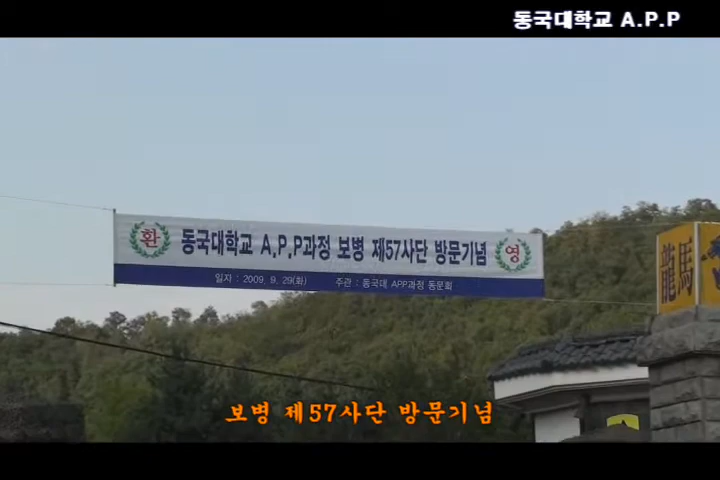 동국대학교 A.P.P
환 동국대학교 A.P.P과정 보병 제57사단 방문기념 영
일자 : 2009. 9. 29(화) 주관 : 동국대 APP과정 동문회
龍馬
보병 제57사단 방문기념